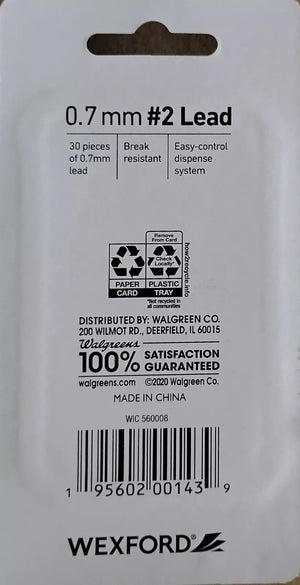 0.7 mm #2 Lead
30 pieces
of 0.7mm
lead
Break
resistant
Easy-control
dispense
system
Remove
From Card
Check
Locally*
how2recycle.info
PAPER
CARD
PLASTIC
TRAY
*Not recycled in
all communities
DISTRIBUTED BY: WALGREEN CO.
200 WILMOT RD., DEERFIELD, IL 60015
Walgreens
100% SATISFACTION
GUARANTEED
walgreens.com ©2020 Walgreen Co.
MADE IN CHINA
WIC 560008
1 95602 00143 9
WEXFORD®